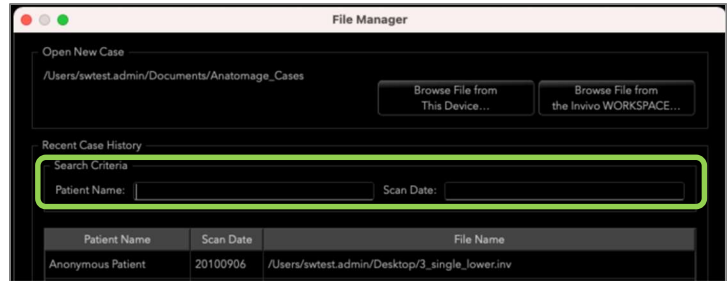 File Manager
Open New Case
/Users/swtest.admin/Documents/Anatomage_Cases
Browse File from
This Device...
Browse File from
the Invivo WORKSPACE...
Recent Case History
Search Criteria
Patient Name:
Scan Date:
Patient Name
Scan Date
File Name
Anonymous Patient
20100906
/Users/swtest.admin/Desktop/3_single_lower.inv